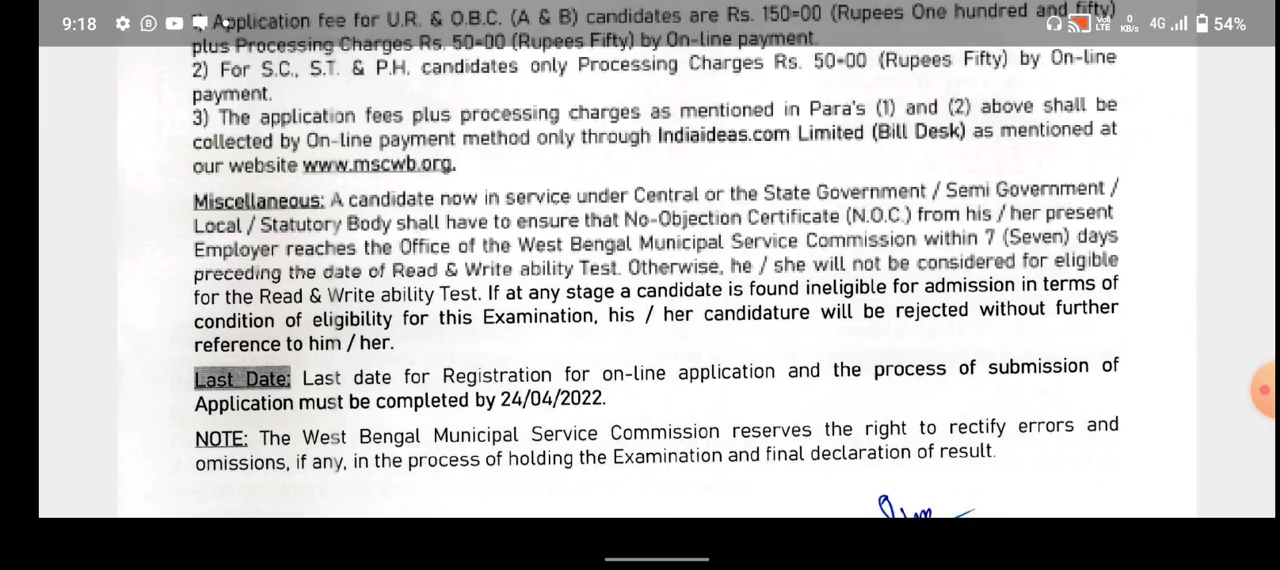 9:18
VoLTE 0 KB/s 4G 54%
Application fee for U.R. & O.B.C. (A & B) candidates are Rs. 150=00 (Rupees One hundred and fifty)
plus Processing Charges Rs. 50=00 (Rupees Fifty) by On-line payment.
2) For S.C., S.T. & P.H. candidates only Processing Charges Rs. 50=00 (Rupees Fifty) by On-line
payment.
3) The application fees plus processing charges as mentioned in Para's (1) and (2) above shall be
collected by On-line payment method only through Indiaideas.com Limited (Bill Desk) as mentioned at
our website www.mscwb.org.
Miscellaneous: A candidate now in service under Central or the State Government / Semi Government /
Local / Statutory Body shall have to ensure that No-Objection Certificate (N.O.C.) from his / her present
Employer reaches the Office of the West Bengal Municipal Service Commission within 7 (Seven) days
preceding the date of Read & Write ability Test. Otherwise, he / she will not be considered for eligible
for the Read & Write ability Test. If at any stage a candidate is found ineligible for admission in terms of
condition of eligibility for this Examination, his / her candidature will be rejected without further
reference to him / her.
Last Date: Last date for Registration for on-line application and the process of submission of
Application must be completed by 24/04/2022.
NOTE: The West Bengal Municipal Service Commission reserves the right to rectify errors and
omissions, if any, in the process of holding the Examination and final declaration of result.